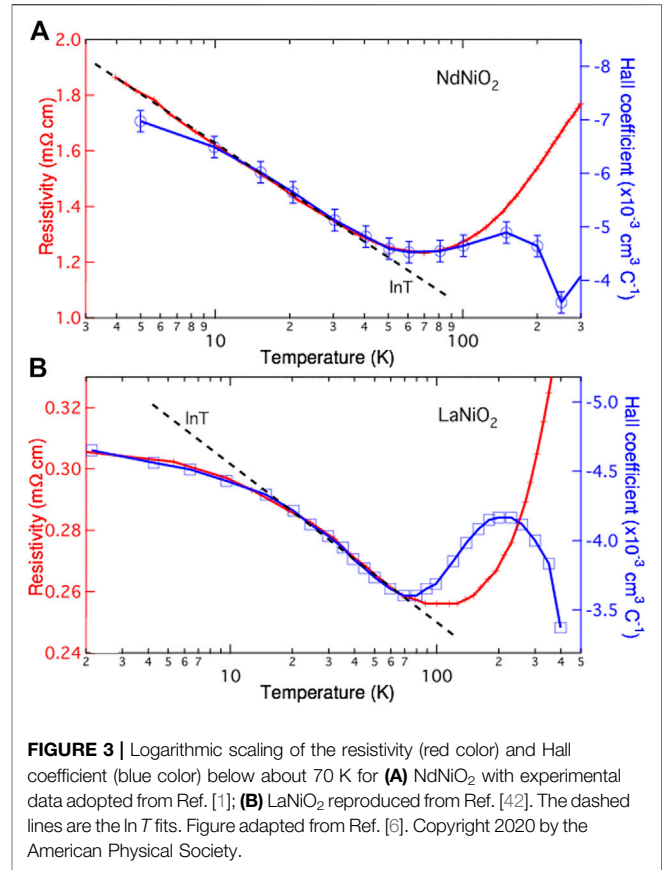 A
2.0
1.8
1.6
1.4
1.2
1.0
Resistivity (mΩ cm)
NdNiO2
lnT
-8
-7
-6
-5
-4
Hall coefficient (x10-3 cm3 C-1)
3 4 5 6 7 8 9 10 2 3 4 5 6 7 8 9 100 2 3
Temperature (K)
B
0.32
0.30
0.28
0.26
0.24
Resistivity (mΩ cm)
lnT
LaNiO2
-5.0
-4.5
-4.0
-3.5
Hall coefficient (x10-3 cm3 C-1)
2 3 4 5 6 7 10 2 3 4 5 6 7 100 2 3 4 5
Temperature (K)
FIGURE 3 | Logarithmic scaling of the resistivity (red color) and Hall
coefficient (blue color) below about 70 K for (A) NdNiO2 with experimental
data adopted from Ref. [1]; (B) LaNiO2 reproduced from Ref. [42]. The dashed
lines are the ln T fits. Figure adapted from Ref. [6]. Copyright 2020 by the
American Physical Society.